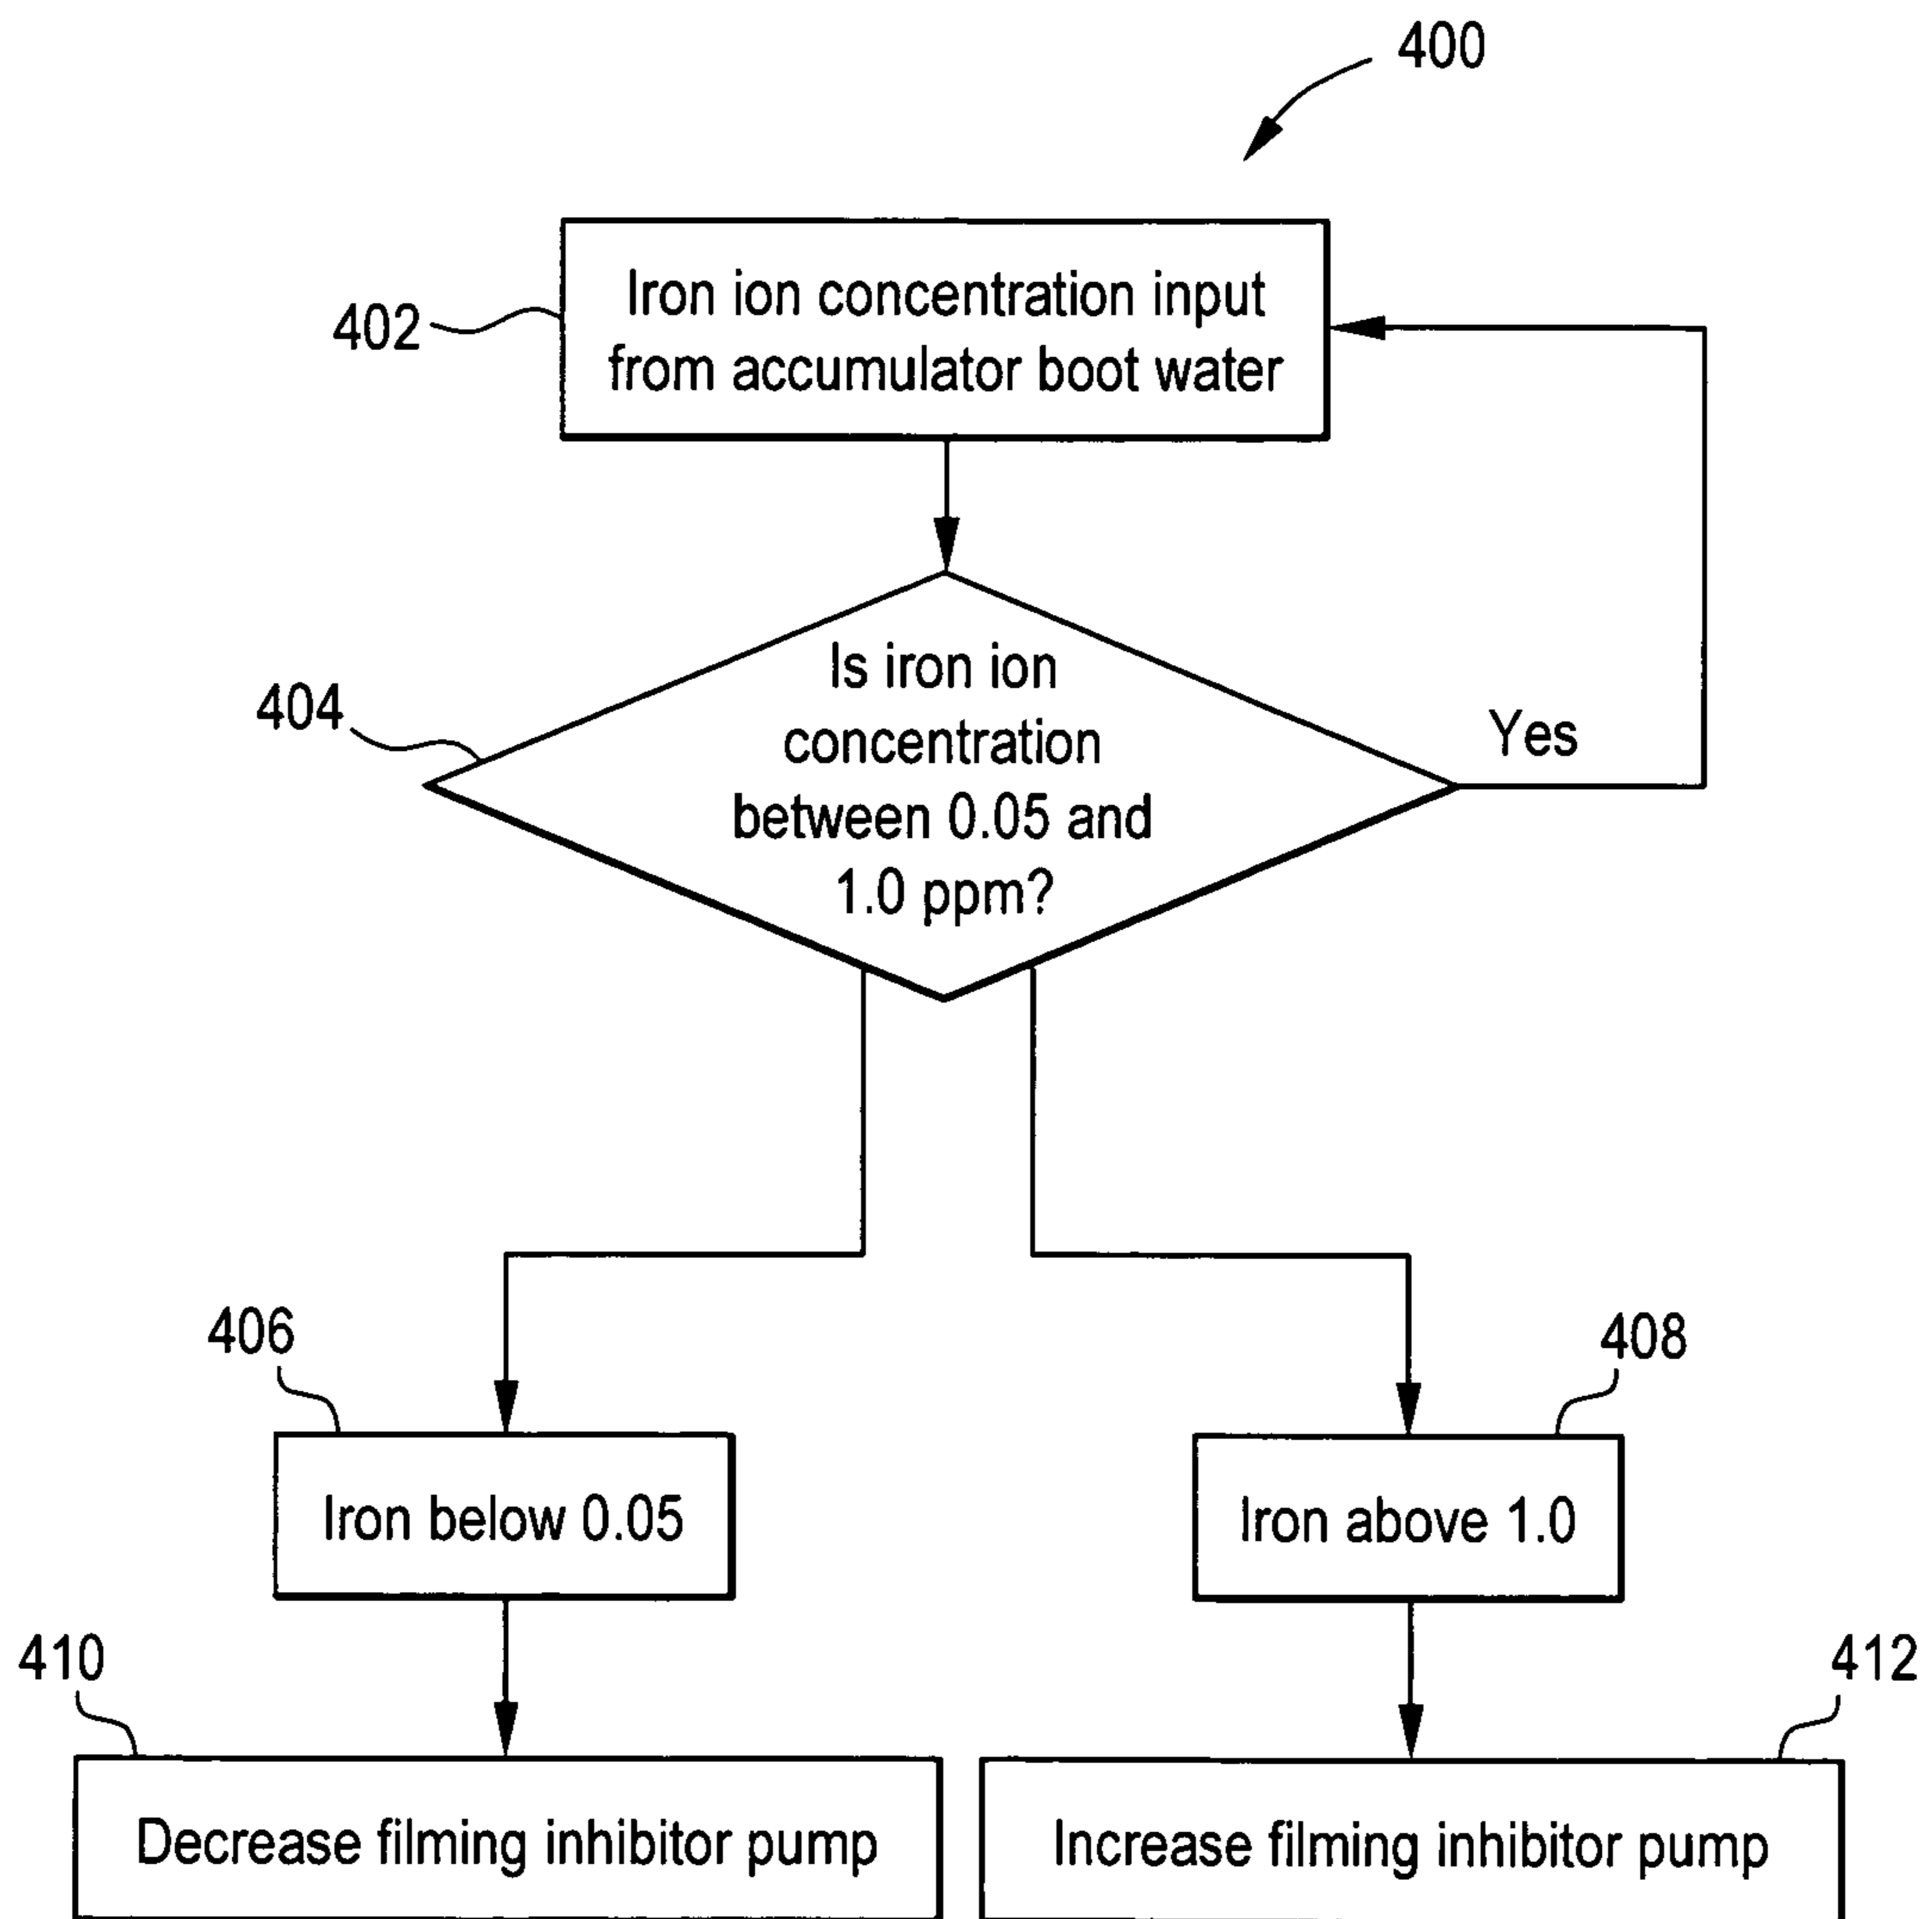 400
402
Iron ion concentration input
from accumulator boot water
404
Is iron ion
concentration
between 0.05 and
1.0 ppm?
Yes
406
408
Iron below 0.05
Iron above 1.0
410
412
Decrease filming inhibitor pump
Increase filming inhibitor pump